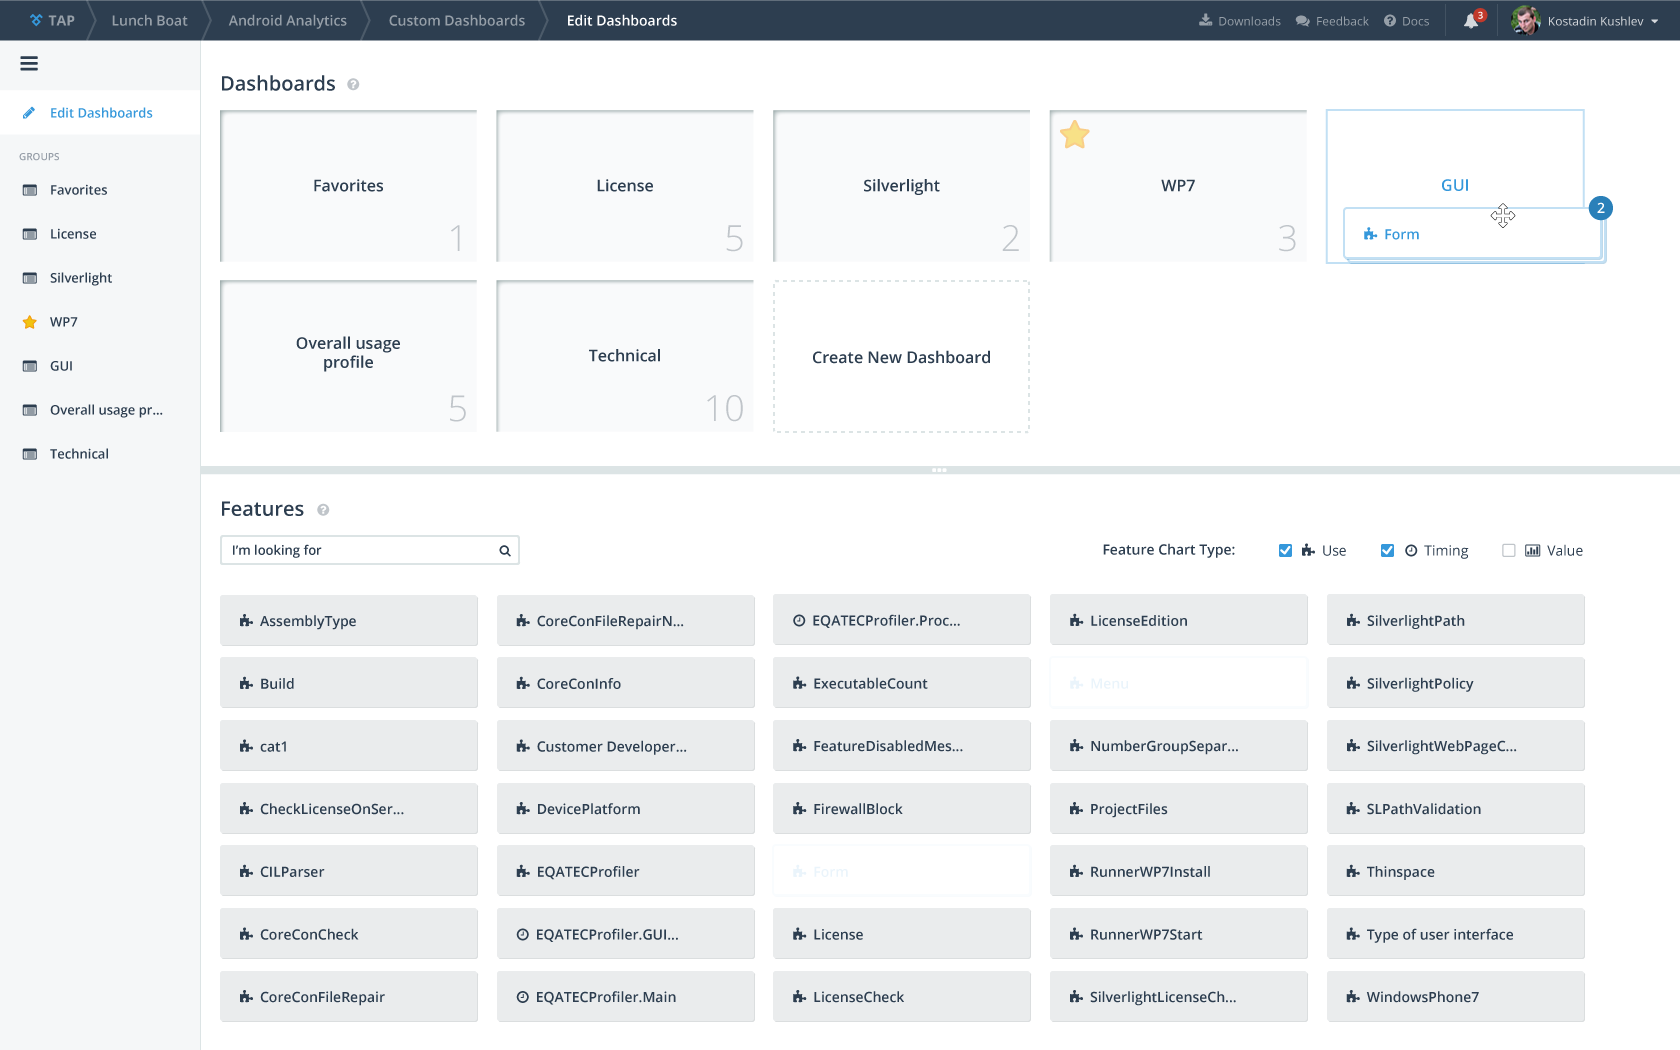 TAP
Lunch Boat
Android Analytics
Custom Dashboards
Edit Dashboards
Downloads
Feedback
Docs
3
Kostadin Kushlev
Edit Dashboards
GROUPS
Favorites
License
Silverlight
WP7
GUI
Overall usage pr...
Technical
Dashboards
Favorites
1
License
5
Silverlight
2
WP7
3
GUI
2
Form
Overall usage
profile
5
Technical
10
Create New Dashboard
Features
I'm looking for
Feature Chart Type:
Use
Timing
Value
AssemblyType
CoreConFileRepairN...
EQATECProfiler.Proc...
LicenseEdition
SilverlightPath
Build
CoreConInfo
ExecutableCount
Menu
SilverlightPolicy
cat1
Customer Developer...
FeatureDisabledMes...
NumberGroupSepar...
SilverlightWebPageC...
CheckLicenseOnSer...
DevicePlatform
FirewallBlock
ProjectFiles
SLPathValidation
CILParser
EQATECProfiler
Form
RunnerWP7Install
Thinspace
CoreConCheck
EQATECProfiler.GUI...
License
RunnerWP7Start
Type of user interface
CoreConFileRepair
EQATECProfiler.Main
LicenseCheck
SilverlightLicenseCh...
WindowsPhone7